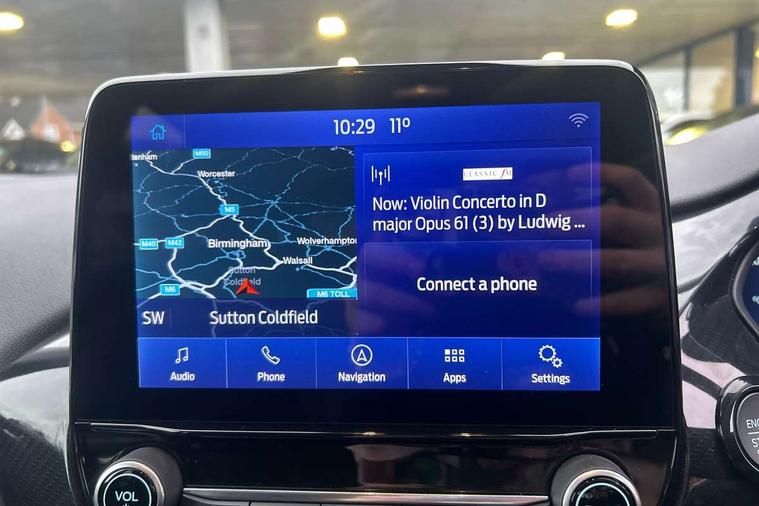 10:29 11°
M50
Worcester
M5
M40 M42
Birmingham
Wolverhampton
Walsall
Sutton
Coldfield
M6
M6 TOLL
SW Sutton Coldfield
CLASSIC fM
Now: Violin Concerto in D
major Opus 61 (3) by Ludwig ...
Connect a phone
Audio Phone Navigation Apps Settings
VOL